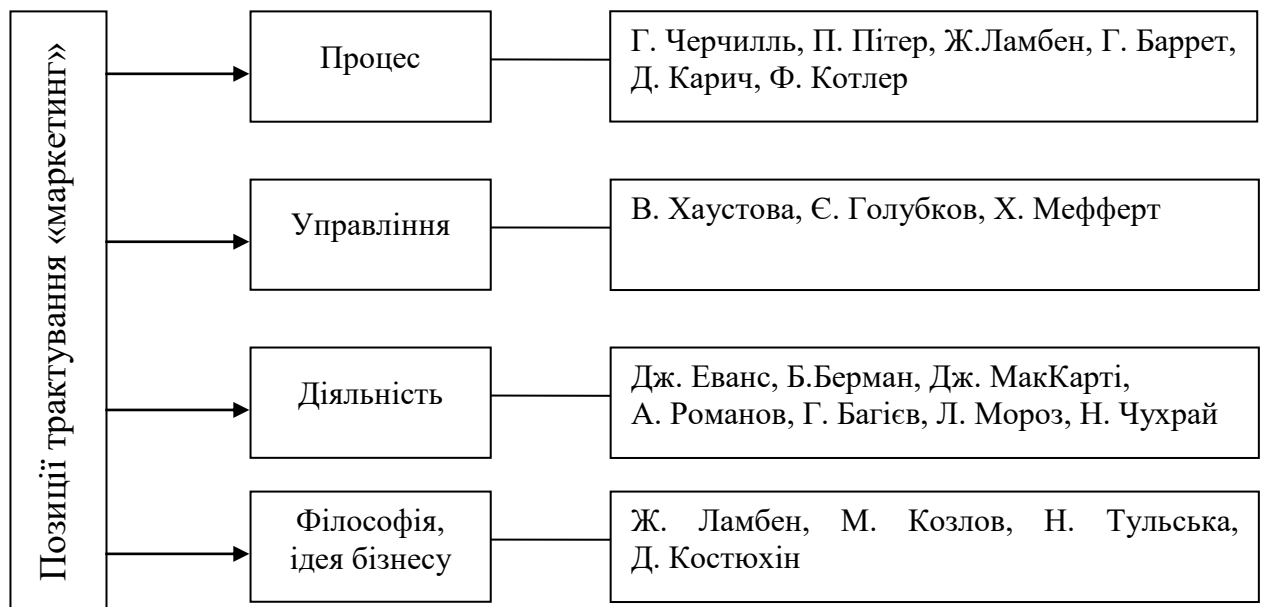 Позиції трактування «маркетинг»
Процес
Г. Черчилль, П. Пітер, Ж.Ламбен, Г. Баррет,
Д. Карич, Ф. Котлер
Управління
В. Хаустова, Є. Голубков, Х. Мефферт
Діяльність
Дж. Еванс, Б.Берман, Дж. МакКарті,
А. Романов, Г. Багієв, Л. Мороз, Н. Чухрай
Філософія,
ідея бізнесу
Ж. Ламбен, М. Козлов, Н. Тульська,
Д. Костюхін